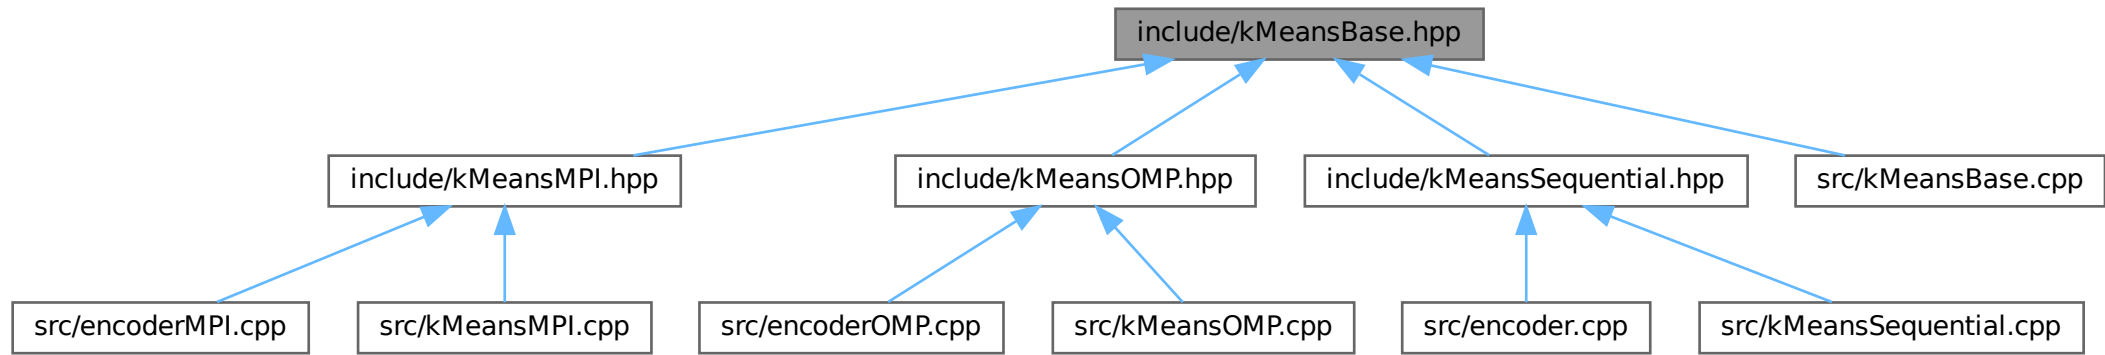 include/kMeansBase.hpp
include/kMeansMPI.hpp
include/kMeansOMP.hpp
include/kMeansSequential.hpp
src/kMeansBase.cpp
src/encoderMPI.cpp
src/kMeansMPI.cpp
src/encoderOMP.cpp
src/kMeansOMP.cpp
src/encoder.cpp
src/kMeansSequential.cpp